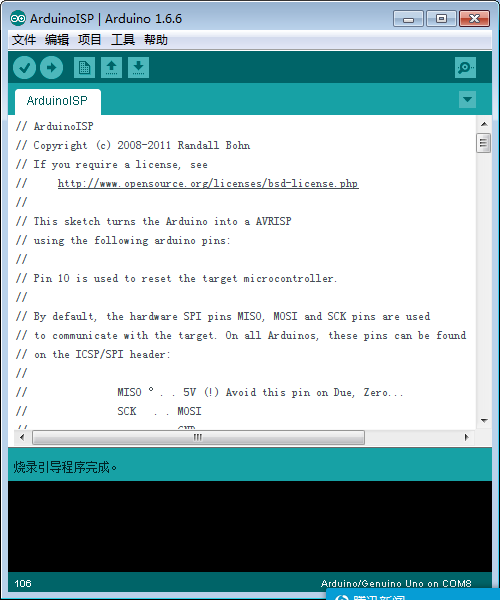 ArduinoISP | Arduino 1.6.6
文件 编辑 项目 工具 帮助
ArduinoISP
// ArduinoISP
// Copyright (c) 2008-2011 Randall Bohn
// If you require a license, see
//     http://www.opensource.org/licenses/bsd-license.php
//
// This sketch turns the Arduino into a AVRISP
// using the following arduino pins:
//
// Pin 10 is used to reset the target microcontroller.
//
// By default, the hardware SPI pins MISO, MOSI and SCK pins are used
// to communicate with the target. On all Arduinos, these pins can be found
// on the ICSP/SPI header:
//
//               MISO °. . 5V (!) Avoid this pin on Due, Zero...
//               SCK   . . MOSI
//
烧录引导程序完成。
106
Arduino/Genuino Uno on COM8
腾讯新闻